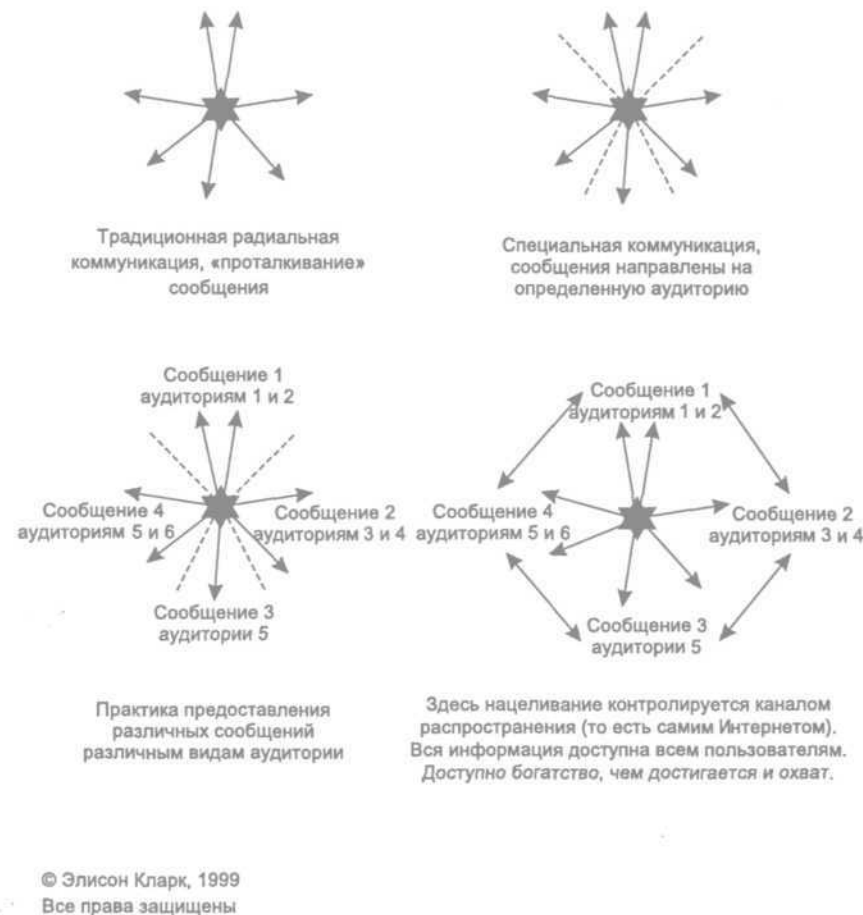 Традиционная радиальная
коммуникация, «проталкивание»
сообщения
Специальная коммуникация,
сообщения направлены на
определенную аудиторию
Сообщение 1
аудиториям 1 и 2
Сообщение 4
аудиториям 5 и 6
Сообщение 2
аудиториям 3 и 4
Сообщение 3
аудитории 5
Сообщение 1
аудиториям 1 и 2
Сообщение 4
аудиториям 5 и 6
Сообщение 2
аудиториям 3 и 4
Сообщение 3
аудитории 5
Практика предоставления
различных сообщений
различным видам аудитории
Здесь нацеливание контролируется каналом
распространения (то есть самим Интернетом).
Вся информация доступна всем пользователям.
Доступно богатство, чем достигается и охват.
© Элисон Кларк, 1999
Все права защищены